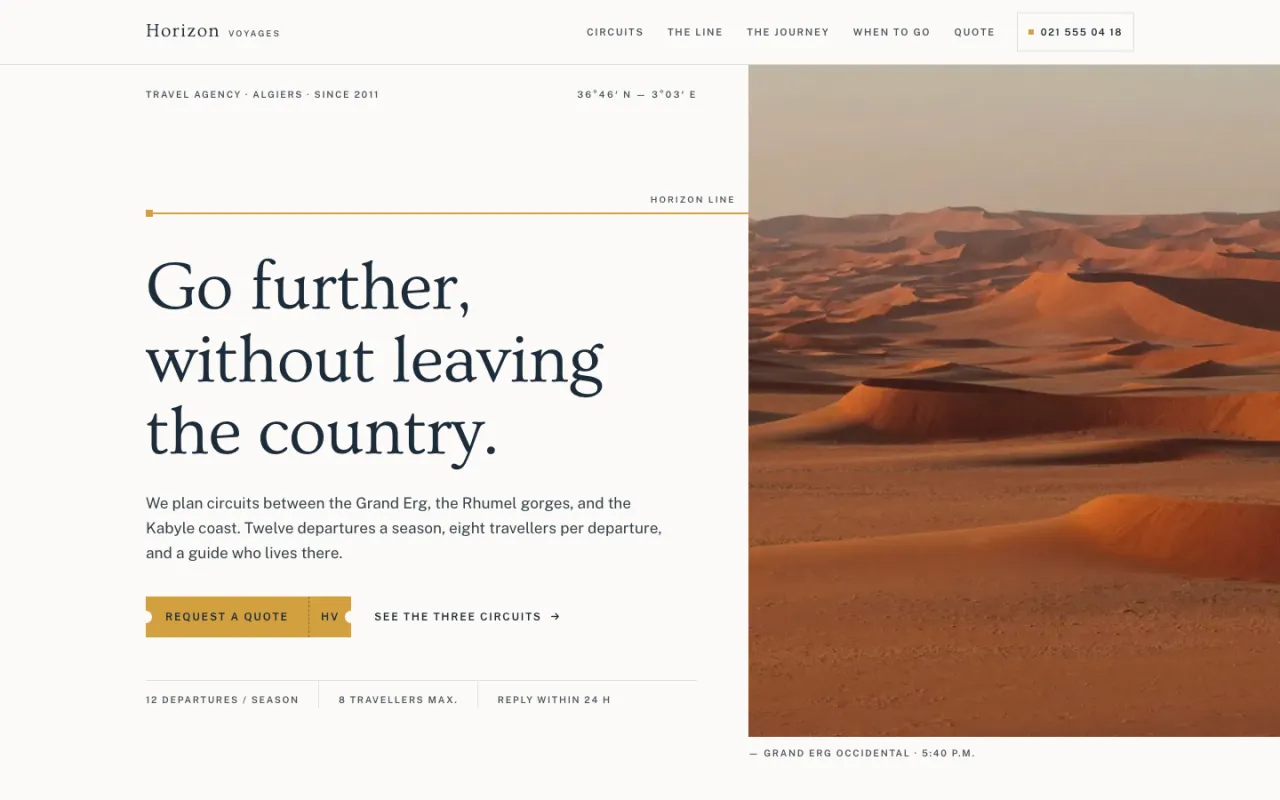 Horizon VOYAGES
CIRCUITS THE LINE THE JOURNEY WHEN TO GO QUOTE 021 555 04 18
TRAVEL AGENCY · ALGIERS · SINCE 2011
36°46′ N — 3°03′ E
HORIZON LINE
Go further,
without leaving
the country.
We plan circuits between the Grand Erg, the Rhumel gorges, and the
Kabyle coast. Twelve departures a season, eight travellers per departure,
and a guide who lives there.
REQUEST A QUOTE HV SEE THE THREE CIRCUITS →
12 DEPARTURES / SEASON 8 TRAVELLERS MAX. REPLY WITHIN 24 H
— GRAND ERG OCCIDENTAL · 5:40 P.M.